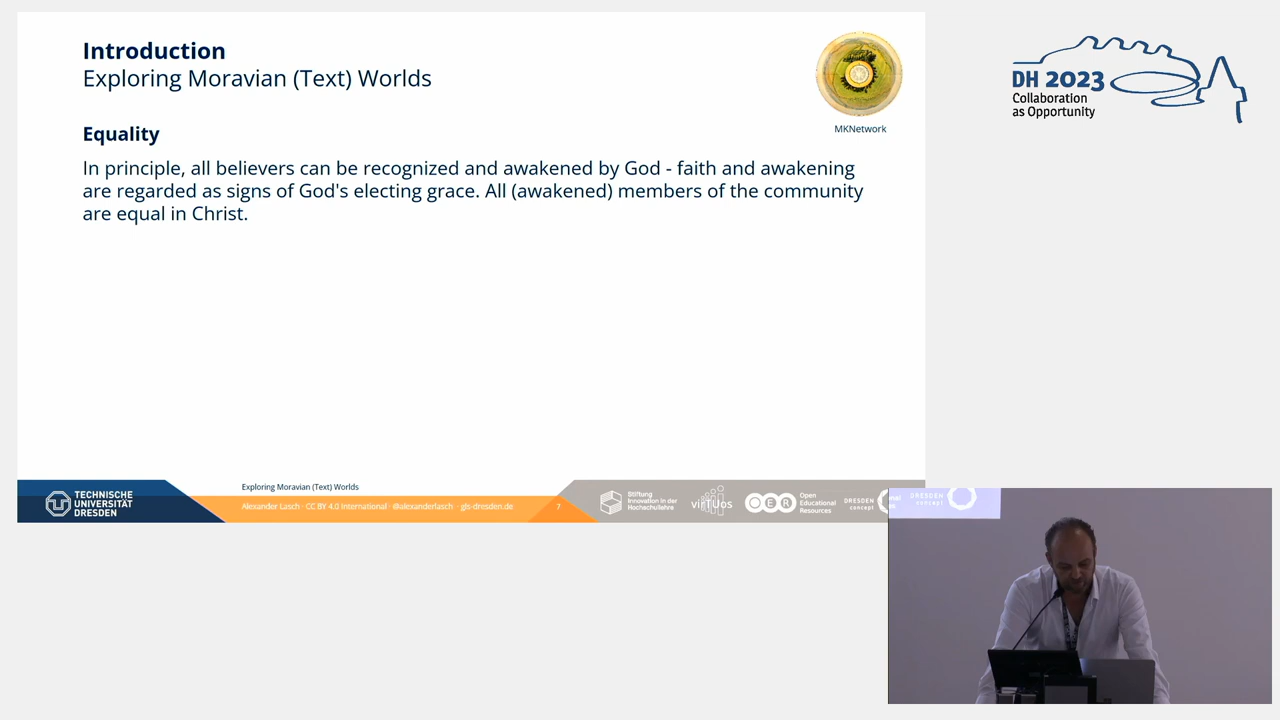 Introduction
Exploring Moravian (Text) Worlds
MKNetwork
Equality
In principle, all believers can be recognized and awakened by God - faith and awakening
are regarded as signs of God's electing grace. All (awakened) members of the community
are equal in Christ.
DH 2023
Collaboration
as Opportunity
TECHNISCHE
UNIVERSITÄT
DRESDEN
Exploring Moravian (Text) Worlds
Alexander Lasch · CC BY 4.0 International · @alexanderlasch · gls-dresden.de
7
Stiftung
Innovation in der
Hochschullehre
virTUos
OER
Open
Educational
Resources
DRESDEN
concept
DRESDEN
concept